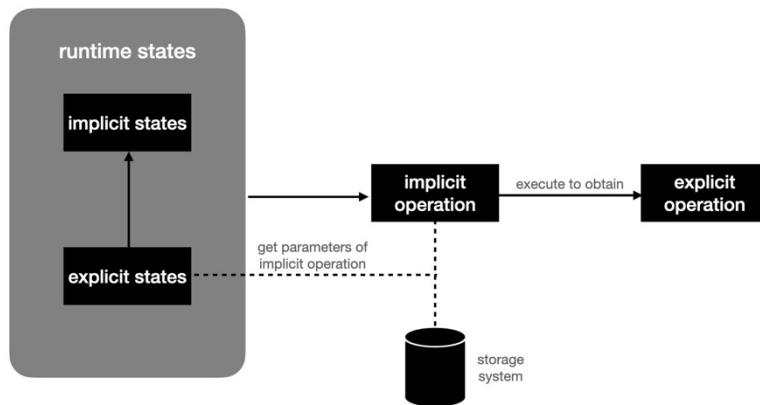 runtime states
implicit states
explicit states
implicit
operation
execute to obtain
explicit
operation
get parameters of
implicit operation
storage
system